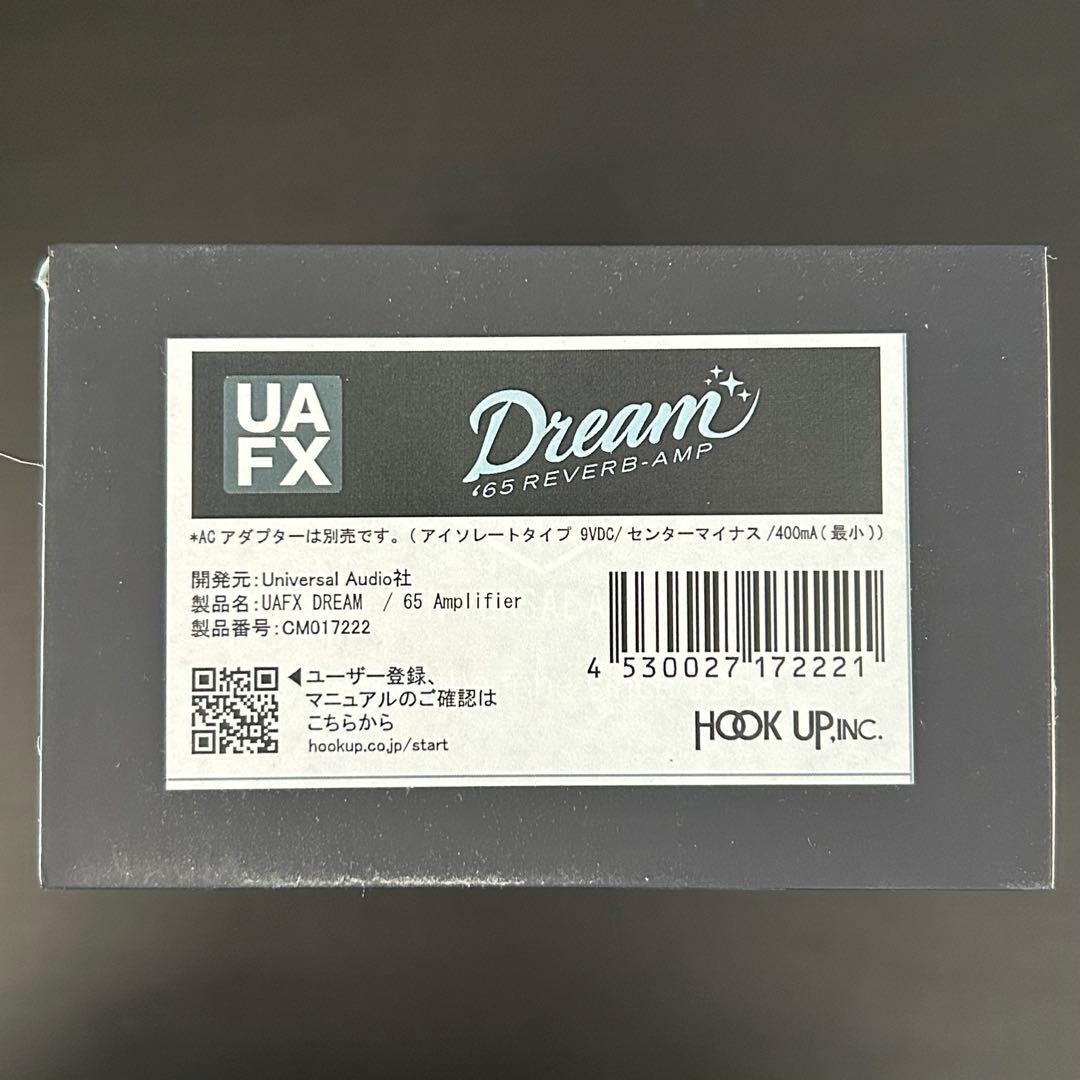 UA
FX
Dream
'65 REVERB-AMP
*ACアダプターは別売です。(アイソレートタイプ 9VDC/センターマイナス/400mA(最小))
開発元:Universal Audio社
製品名:UAFX DREAM / 65 Amplifier
製品番号:CM017222
4 530027 172221
◀ユーザー登録、
マニュアルのご確認は
こちらから
hookup.co.jp/start
HOOK UP,INC.